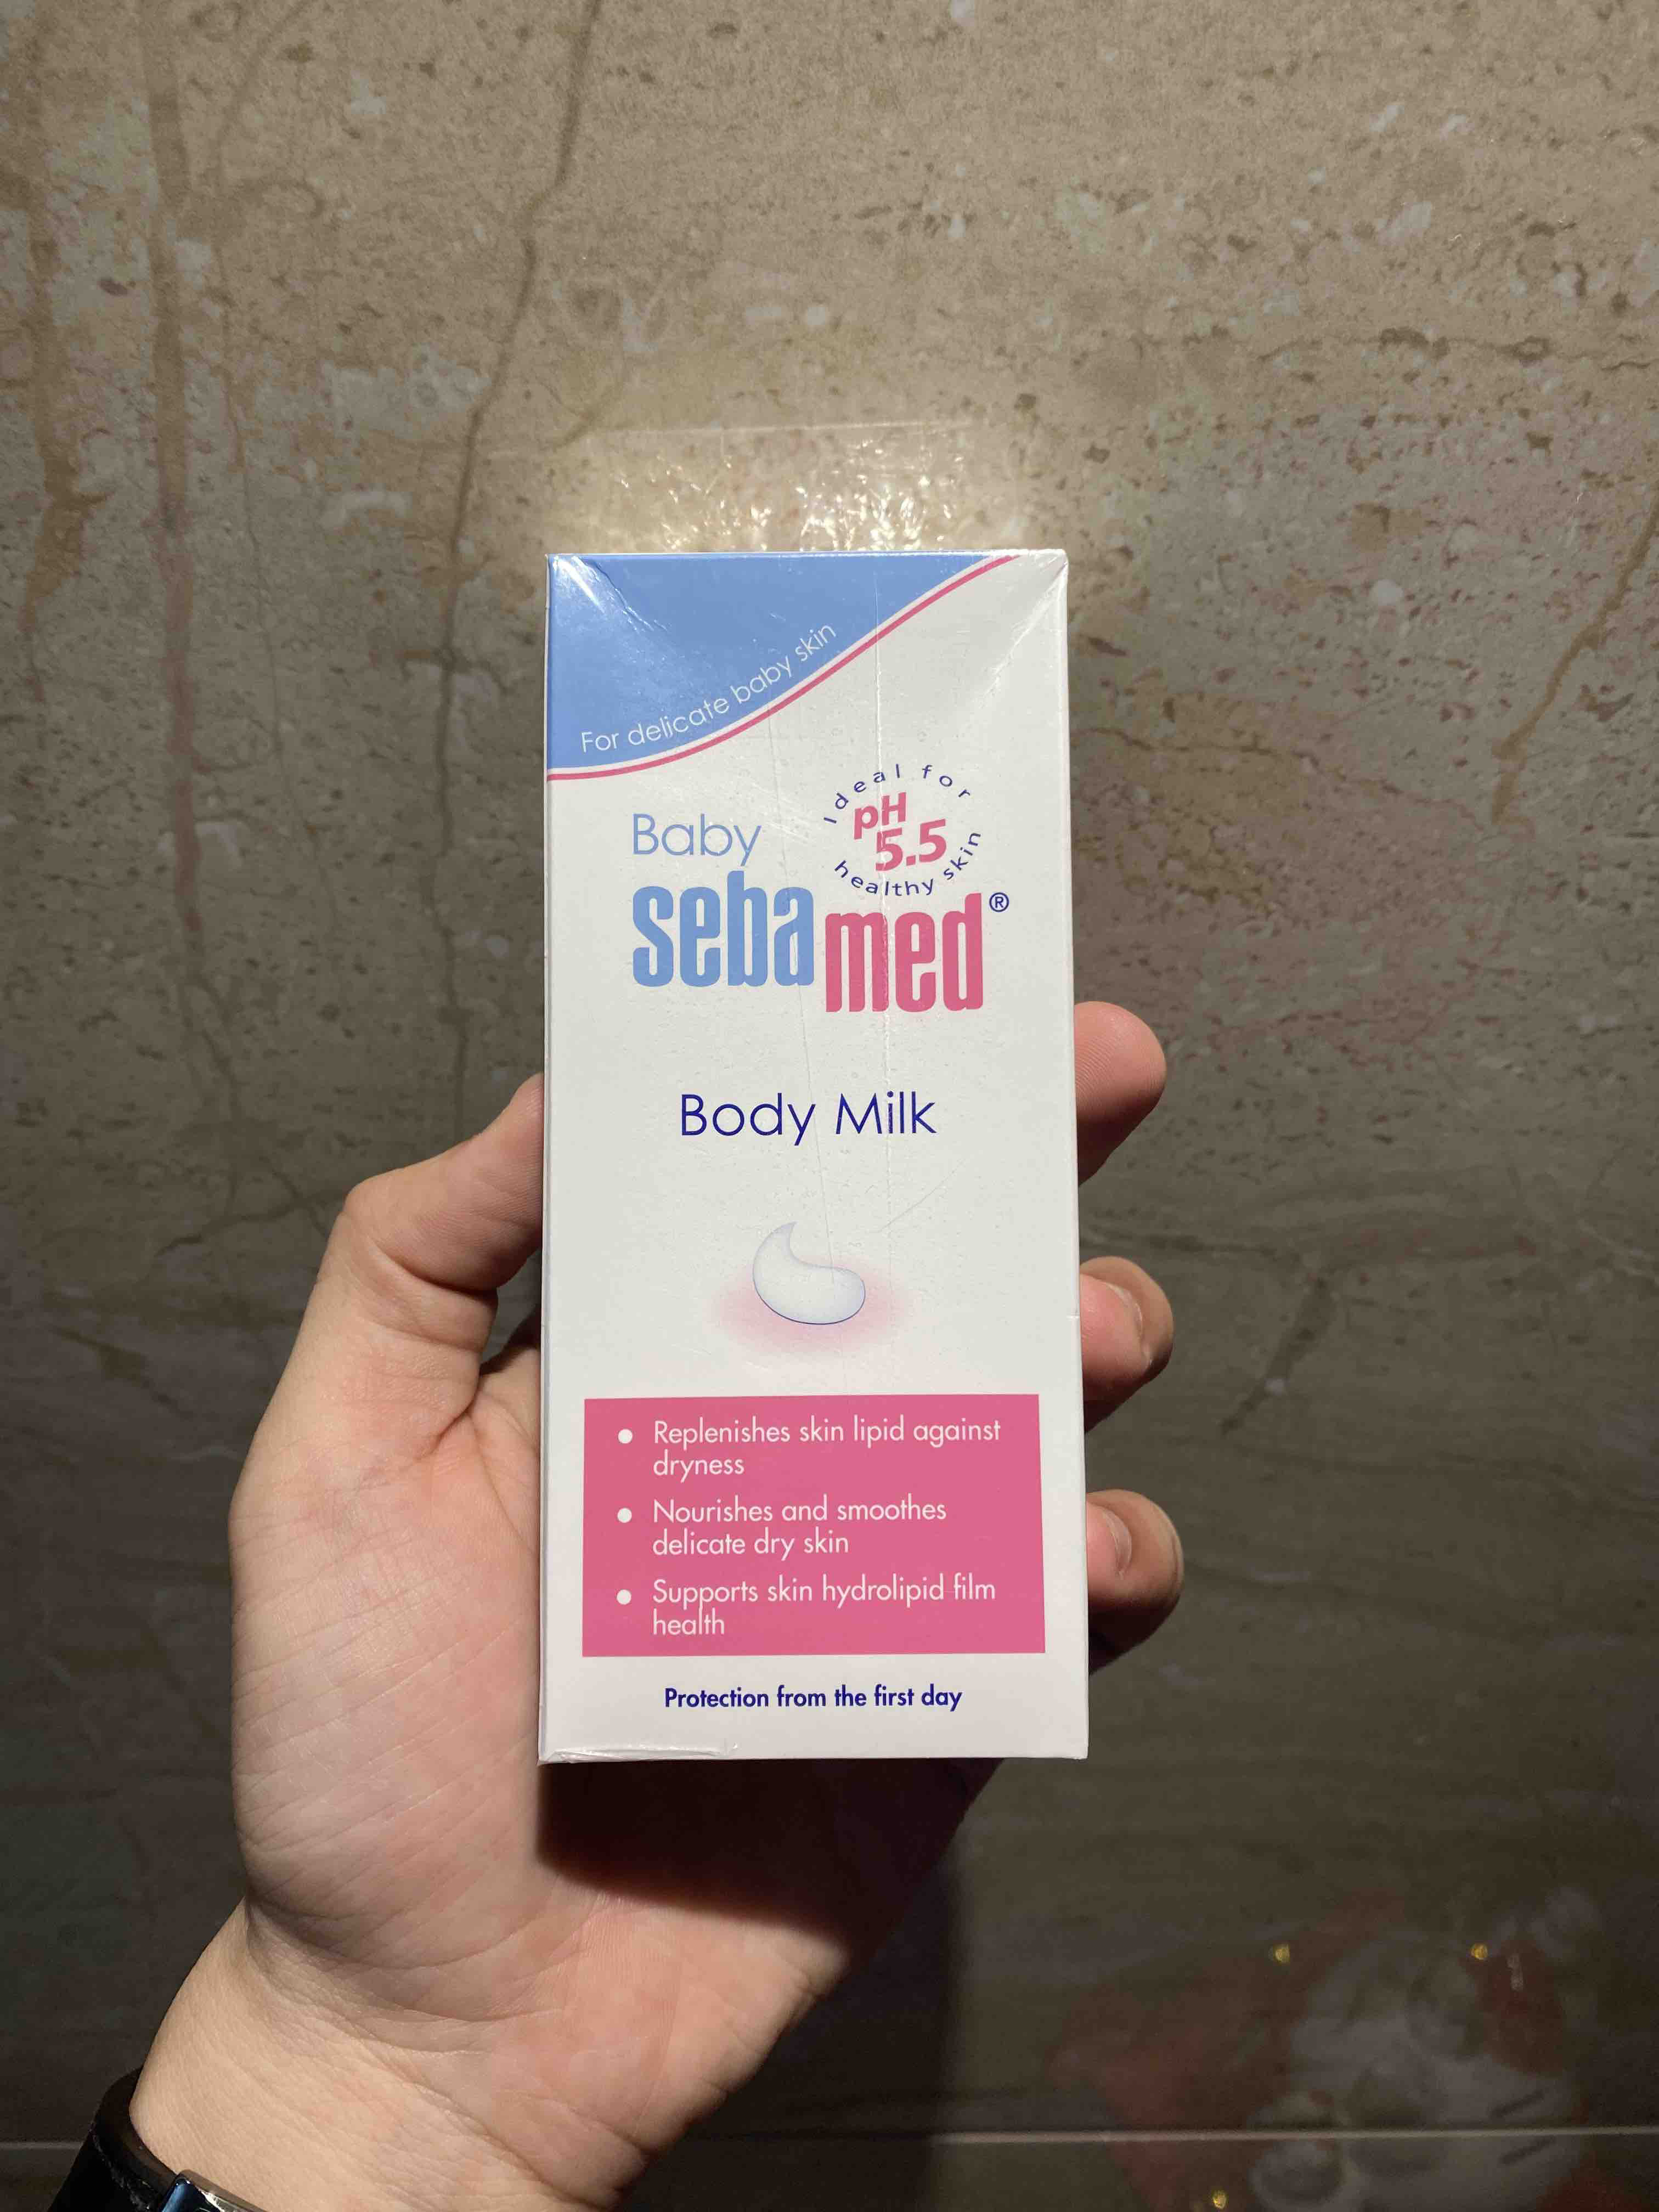 For delicate baby skin
Baby
ideal for
pH
5.5
healthy skin
sebamed®
Body Milk
• Replenishes skin lipid against
dryness
• Nourishes and smoothes
delicate dry skin
• Supports skin hydrolipid film
health
Protection from the first day